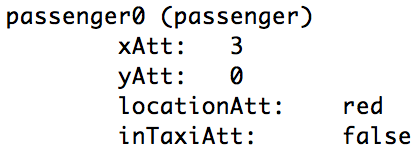 passenger0 (passenger)
xAtt: 3
yAtt: 0
locationAtt: red
inTaxiAtt: false